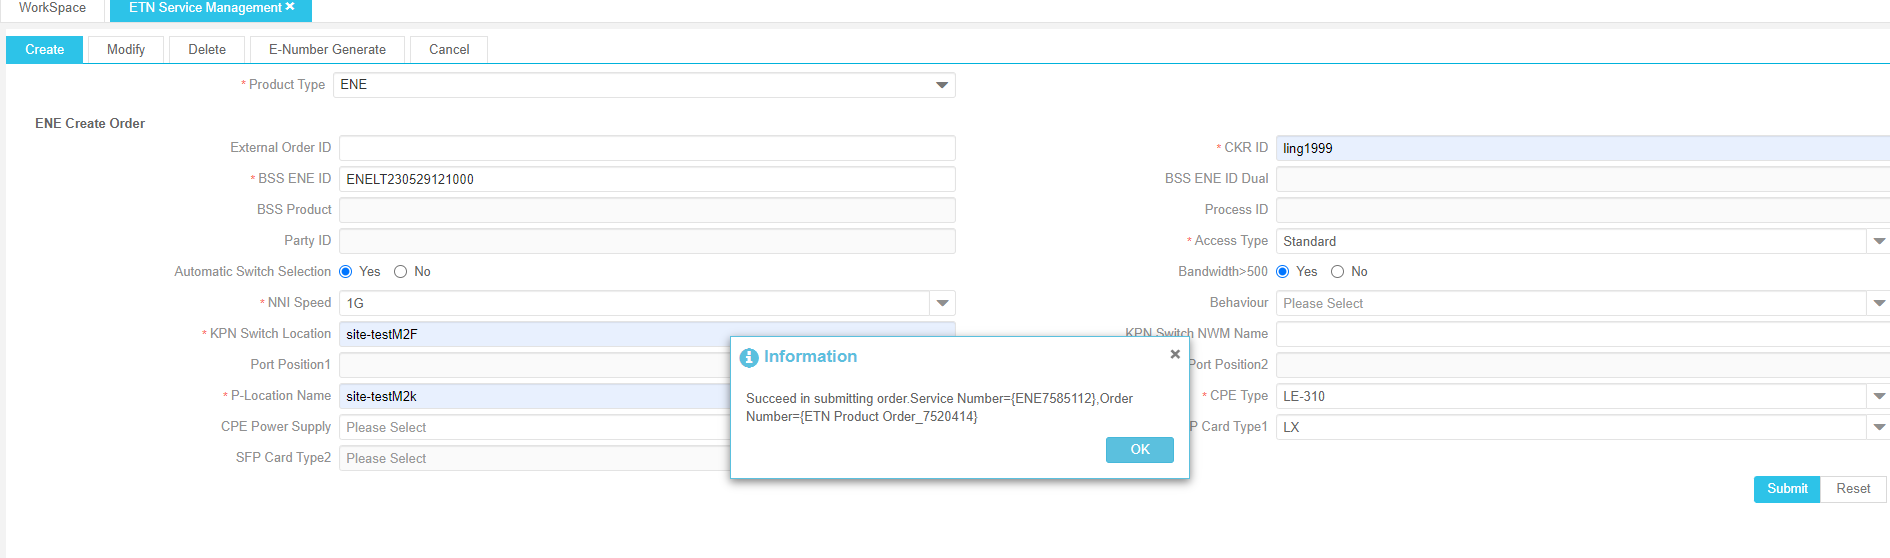 WorkSpace
ETN Service Management ×
Create
Modify
Delete
E-Number Generate
Cancel
* Product Type
ENE
ENE Create Order
External Order ID
* CKR ID
ling1999
* BSS ENE ID
ENELT230529121000
BSS ENE ID Dual
BSS Product
Process ID
Party ID
* Access Type
Standard
Automatic Switch Selection
Yes
No
Bandwidth>500
Yes
No
* NNI Speed
1G
Behaviour
Please Select
* KPN Switch Location
site-testM2F
KPN Switch NWM Name
Port Position1
Port Position2
* P-Location Name
site-testM2k
* CPE Type
LE-310
CPE Power Supply
Please Select
P Card Type1
LX
SFP Card Type2
Please Select
Information
×
Succeed in submitting order.Service Number={ENE7585112},Order
Number={ETN Product Order_7520414}
OK
Submit
Reset